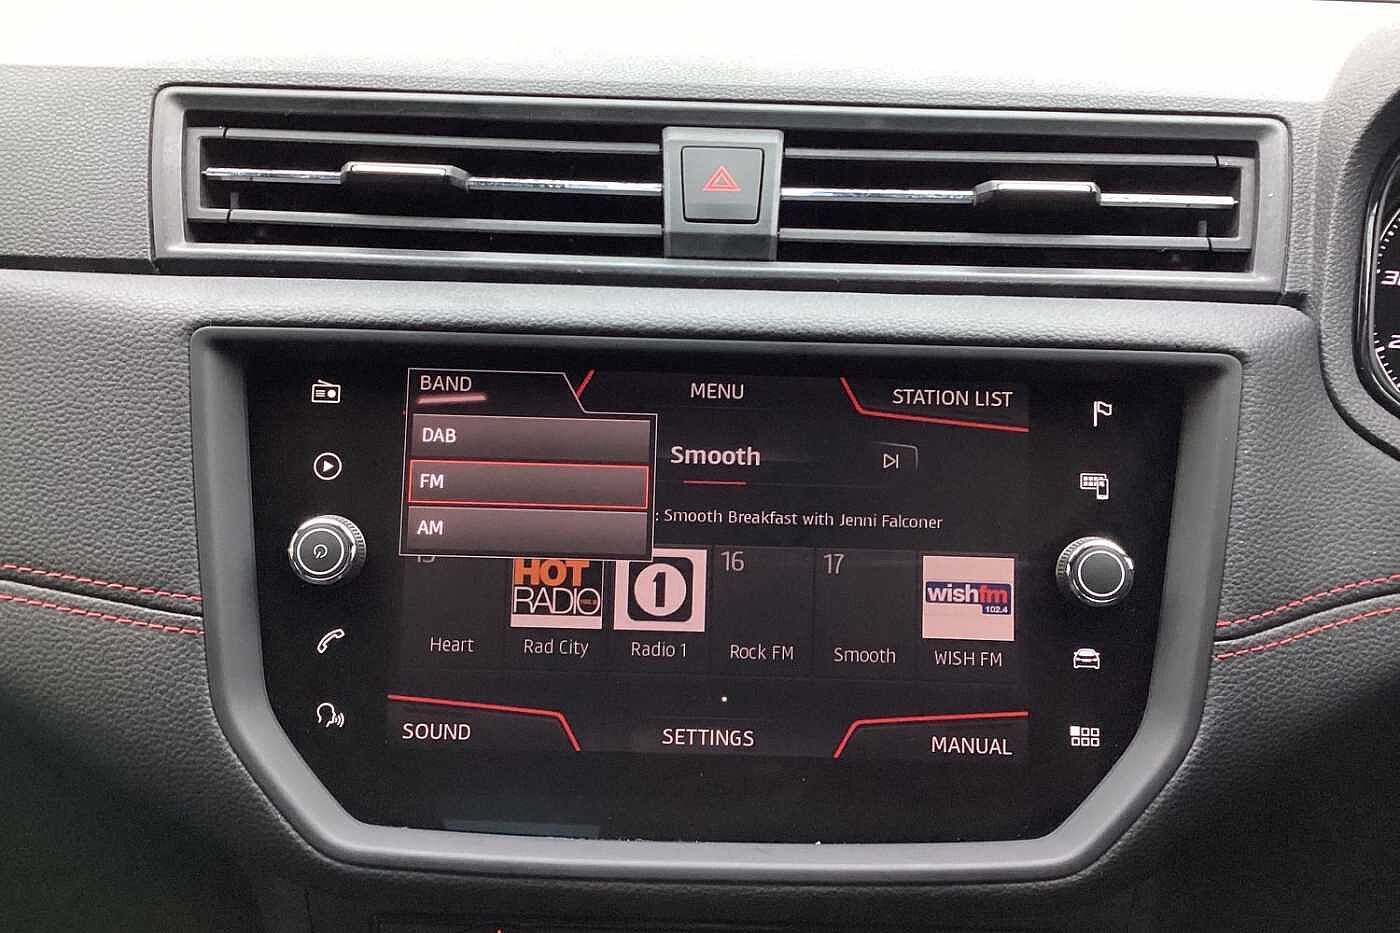 BAND
MENU
STATION LIST
DAB
FM
AM
Smooth
: Smooth Breakfast with Jenni Falconer
16
17
HOT
RADIO
1
wishfm
102.4
Heart
Rad City
Radio 1
Rock FM
Smooth
WISH FM
SOUND
SETTINGS
MANUAL